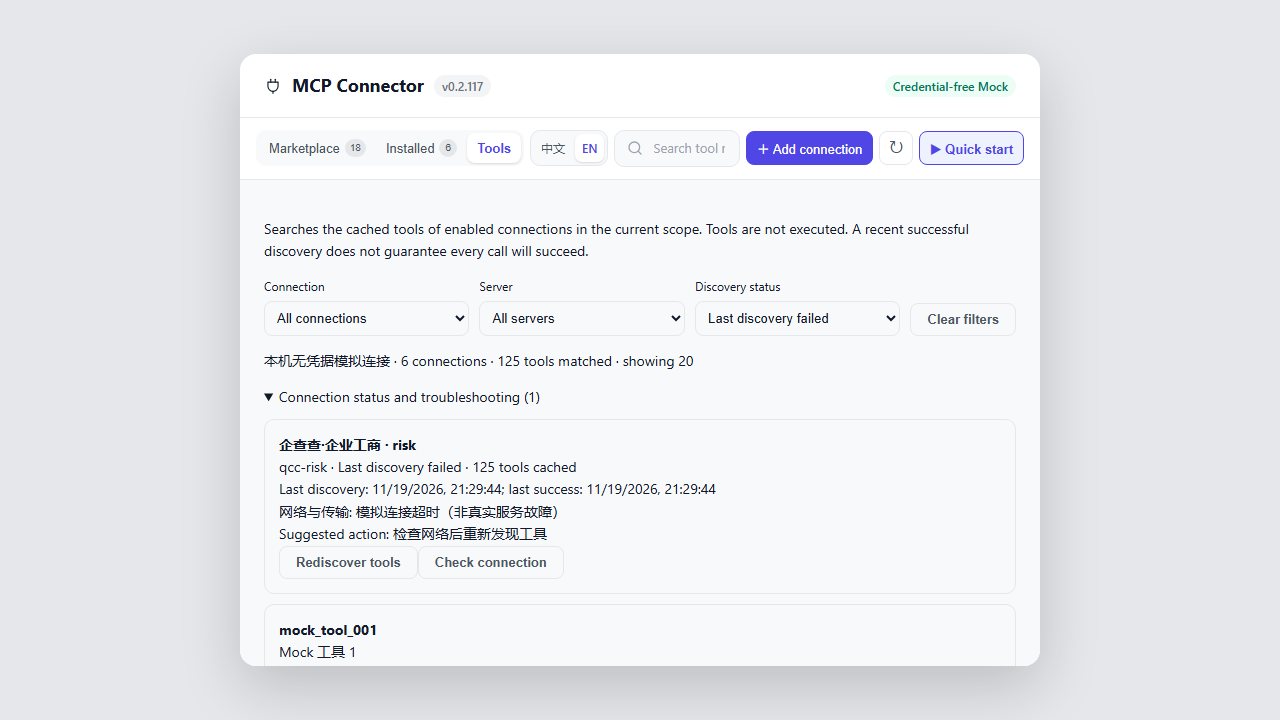 MCP Connector v0.2.117
Credential-free Mock
Marketplace 18 Installed 6 Tools
中文 EN
Search tool r
+ Add connection
↻
▶ Quick start
Searches the cached tools of enabled connections in the current scope. Tools are not executed. A recent successful
discovery does not guarantee every call will succeed.
Connection Server Discovery status
All connections All servers Last discovery failed Clear filters
本机无凭据模拟连接 · 6 connections · 125 tools matched · showing 20
▼ Connection status and troubleshooting (1)
企查查·企业工商 · risk
qcc-risk · Last discovery failed · 125 tools cached
Last discovery: 11/19/2026, 21:29:44; last success: 11/19/2026, 21:29:44
网络与传输: 模拟连接超时（非真实服务故障）
Suggested action: 检查网络后重新发现工具
Rediscover tools Check connection
mock_tool_001
Mock 工具 1